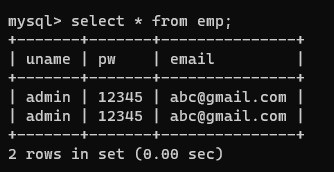 mysql> select * from emp;
+-------+-------+---------------+
| uname | pw    | email         |
+-------+-------+---------------+
| admin | 12345 | abc@gmail.com |
| admin | 12345 | abc@gmail.com |
+-------+-------+---------------+
2 rows in set (0.00 sec)